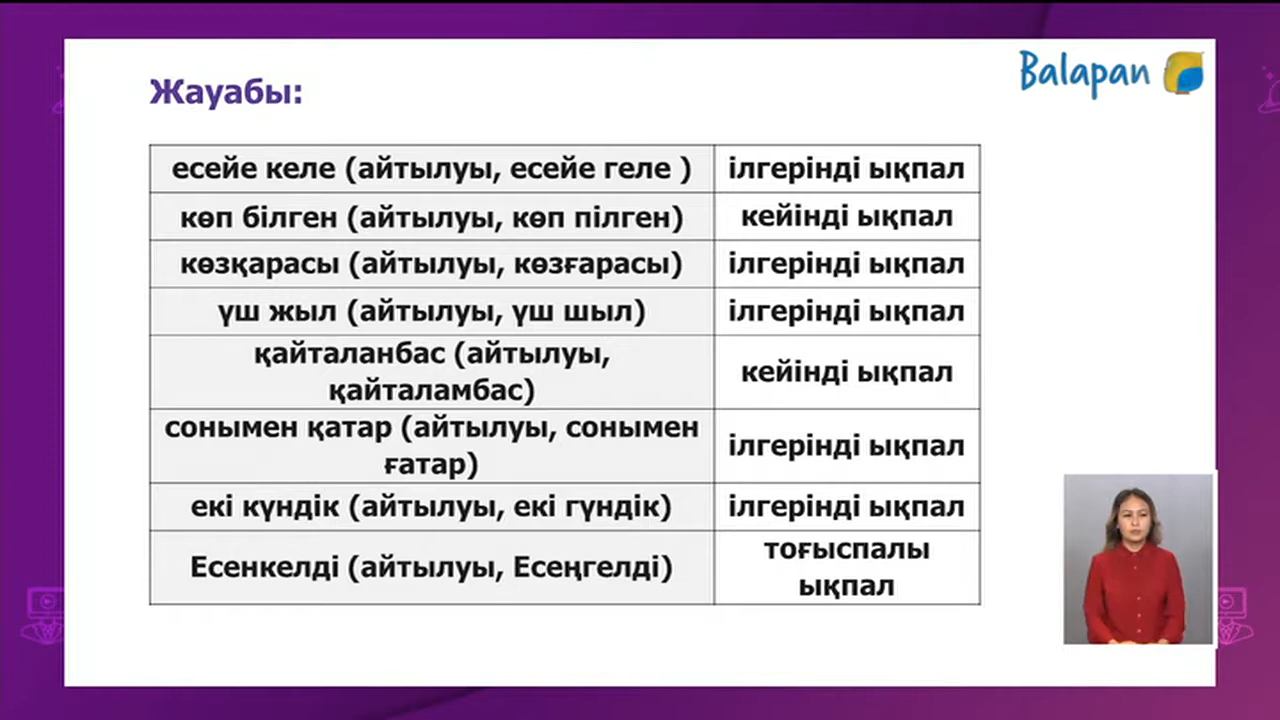 Balapan
Жауабы:
есейе келе (айтылуы, есейе геле ) ілгерінді ықпал
көп білген (айтылуы, көп пілген) кейінді ықпал
көзқарасы (айтылуы, көзғарасы) ілгерінді ықпал
үш жыл (айтылуы, үш шыл) ілгерінді ықпал
қайталанбас (айтылуы,
қайталамбас)
кейінді ықпал
сонымен қатар (айтылуы, сонымен
ғатар)
ілгерінді ықпал
екі күндік (айтылуы, екі гүндік) ілгерінді ықпал
Есенкелді (айтылуы, Есеңгелді)
тоғыспалы
ықпал